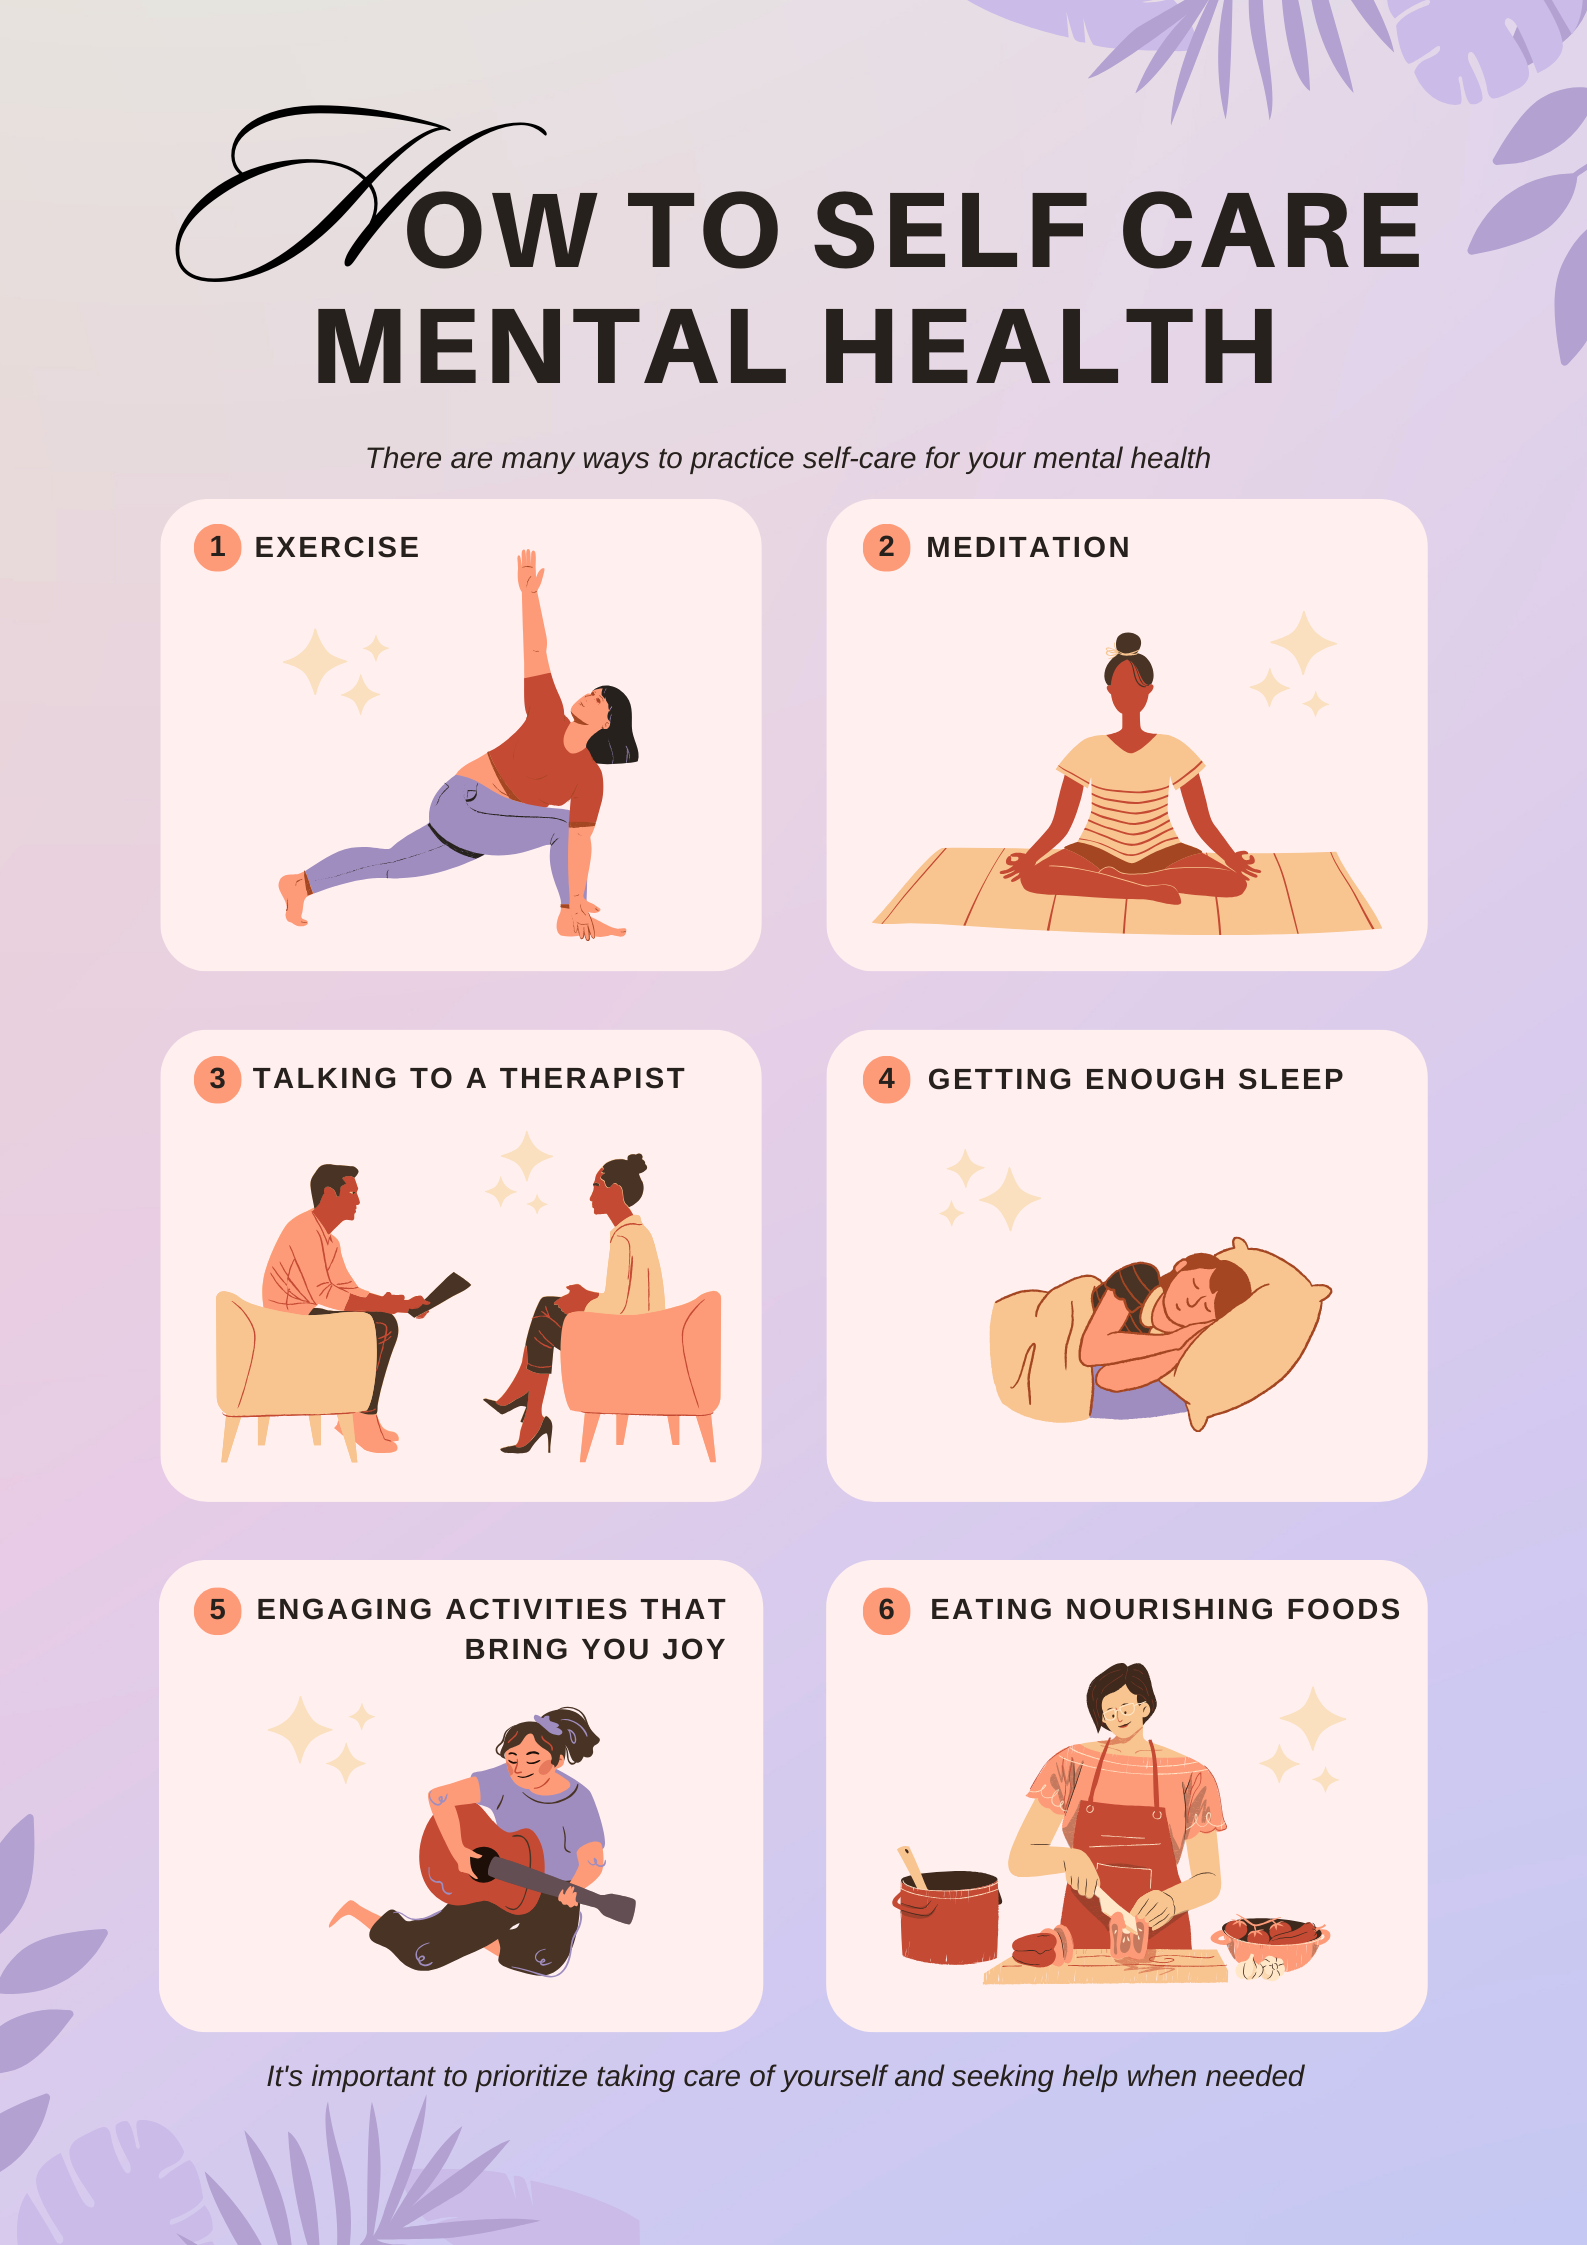 HOW TO SELF CARE
MENTAL HEALTH
There are many ways to practice self-care for your mental health
1 EXERCISE
2 MEDITATION
3 TALKING TO A THERAPIST
4 GETTING ENOUGH SLEEP
5 ENGAGING ACTIVITIES THAT
BRING YOU JOY
6 EATING NOURISHING FOODS
It's important to prioritize taking care of yourself and seeking help when needed